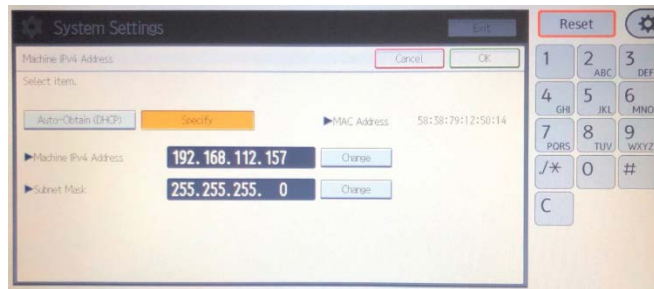 System Settings
Exit
Machine IPv4 Address
Cancel
OK
Select item.
Auto-Obtain (DHCP)
Specify
►MAC Address
58:38:79:12:50:14
►Machine IPv4 Address
192.168.112.157
Change
►Subnet Mask
255.255.255. 0
Change
Reset
1
2 ABC
3 DEF
4 GHI
5 JKL
6 MNO
7 PQRS
8 TUV
9 WXYZ
./*
0
#
C